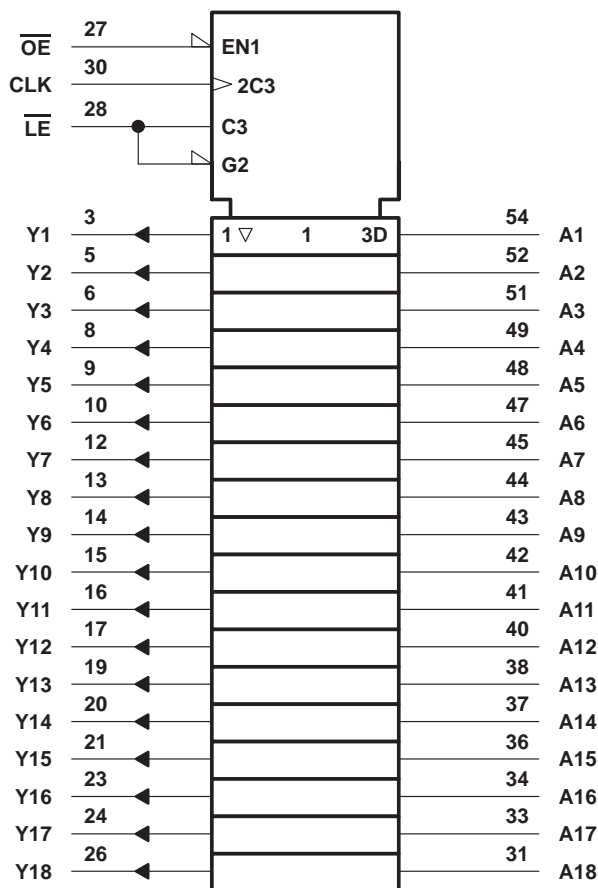 O̅E̅ 27 EN1
CLK 30 2C3
L̅E̅ 28 C3
G2
Y1 3 1 ▽ 1 3D 54 A1
Y2 5 52 A2
Y3 6 51 A3
Y4 8 49 A4
Y5 9 48 A5
Y6 10 47 A6
Y7 12 45 A7
Y8 13 44 A8
Y9 14 43 A9
Y10 15 42 A10
Y11 16 41 A11
Y12 17 40 A12
Y13 19 38 A13
Y14 20 37 A14
Y15 21 36 A15
Y16 23 34 A16
Y17 24 33 A17
Y18 26 31 A18